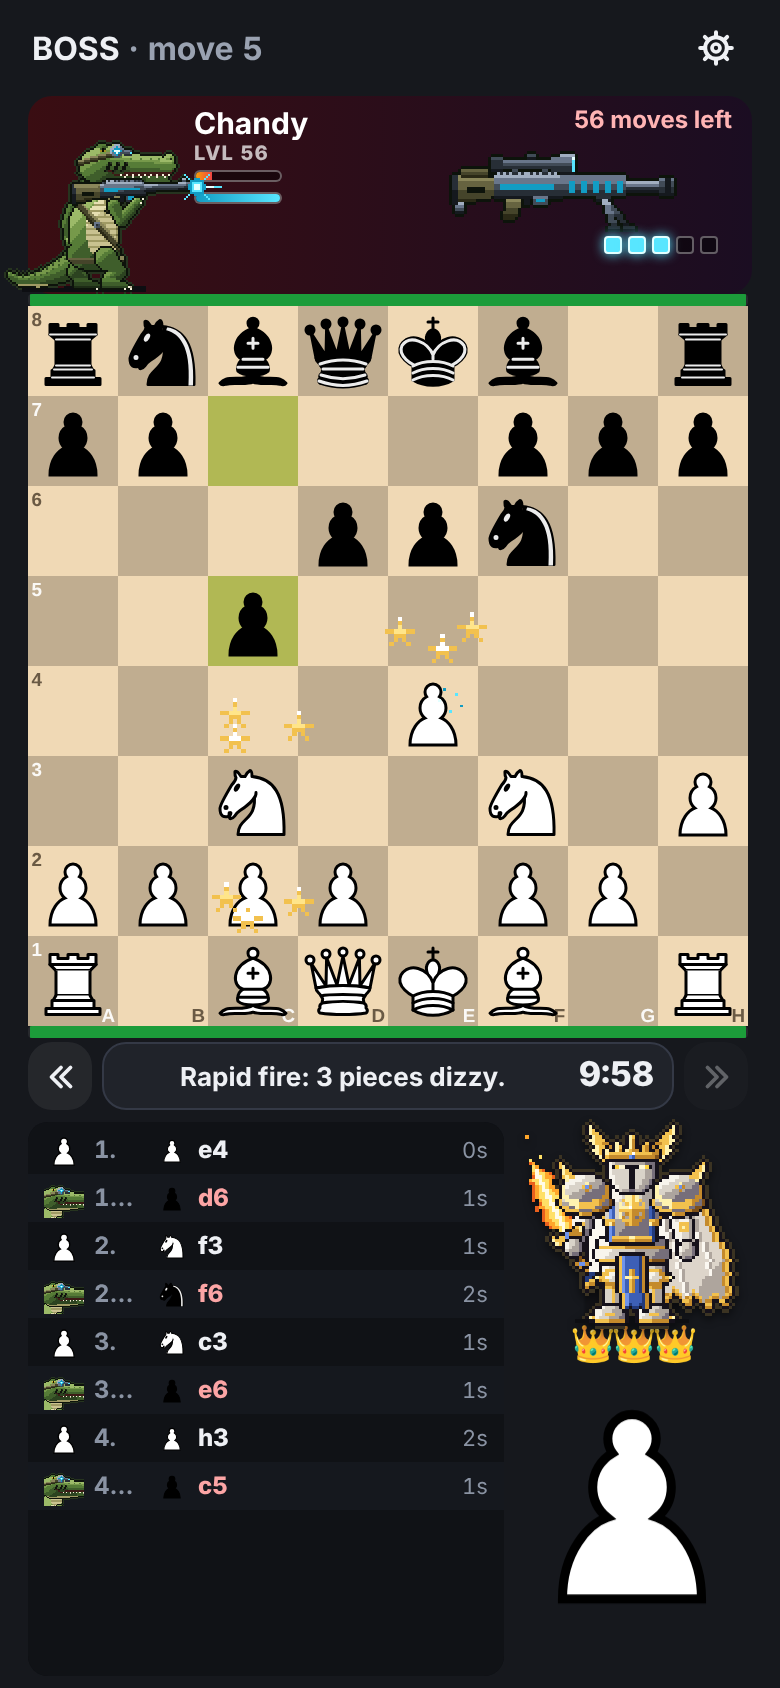 BOSS · move 5
Chandy
56 moves left
LVL 56
8
7
6
5
4
3
2
1
A B C D E F G H
Rapid fire: 3 pieces dizzy. 9:58
1. e4 0s
1... d6 1s
2. f3 1s
2... f6 2s
3. c3 1s
3... e6 1s
4. h3 2s
4... c5 1s